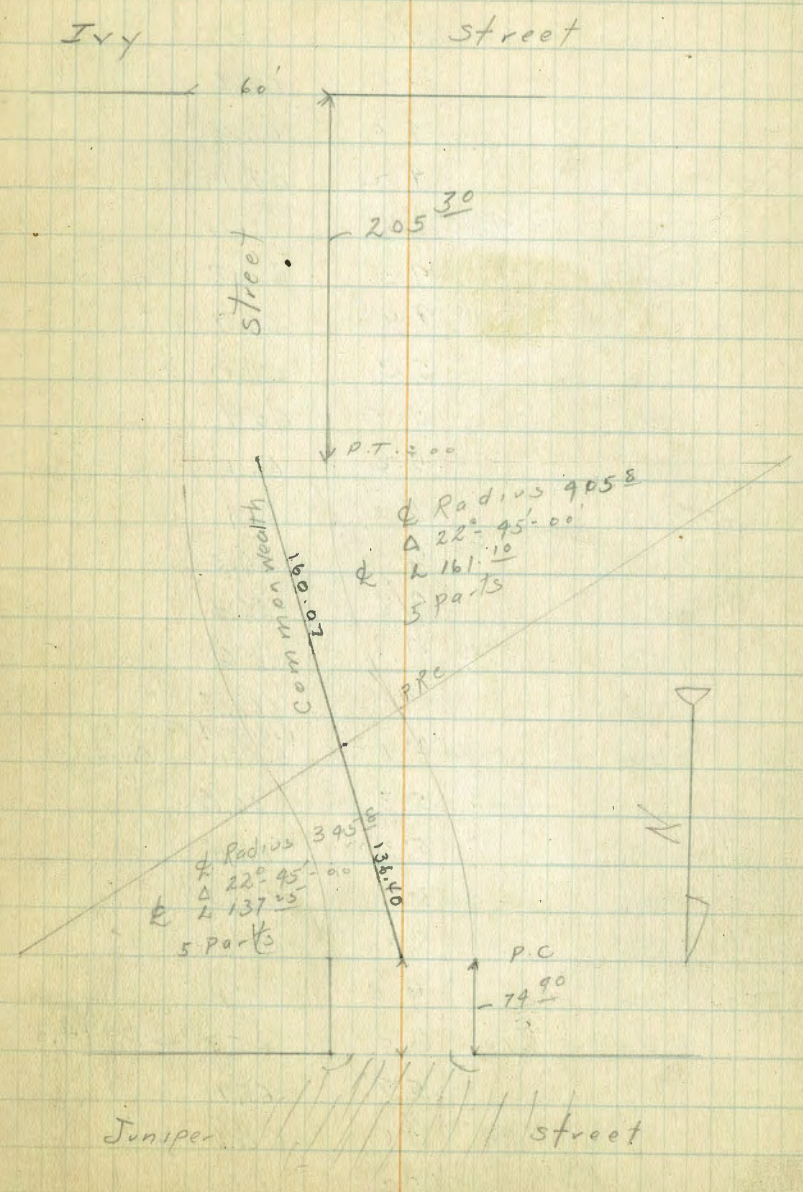 Ivy Street
60'
205 30
Street
P.T. = 00
℄ Radius 405 8
Δ 22°-45'-00"
℄ L 161.10
5 Parts
Commonwealth
160.07
PRC
N
℄ Radius 345
Δ 22°-45'-00
℄ L 137 25
5 Parts
136.40
P.C
74 90
Juniper Street